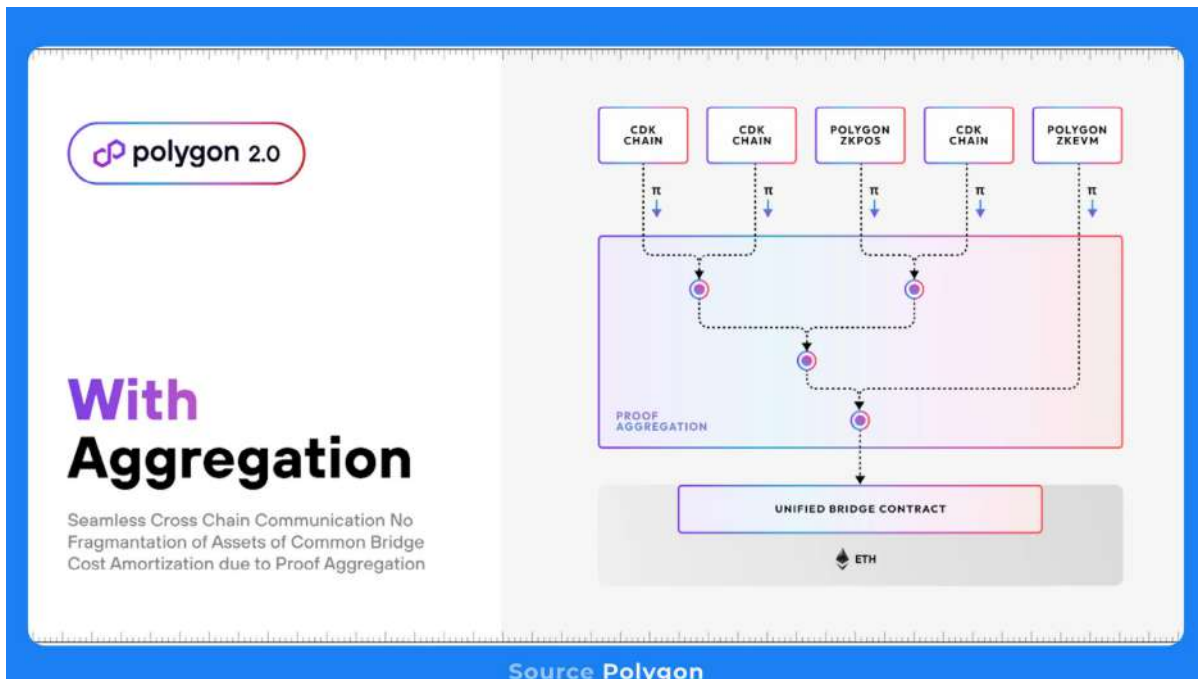 polygon 2.0
With
Aggregation
Seamless Cross Chain Communication No
Fragmantation of Assets of Common Bridge
Cost Amortization due to Proof Aggregation
CDK
CHAIN
CDK
CHAIN
POLYGON
ZKPOS
CDK
CHAIN
POLYGON
ZKEVM
π
π
π
π
π
PROOF
AGGREGATION
UNIFIED BRIDGE CONTRACT
ETH
Source Polygon